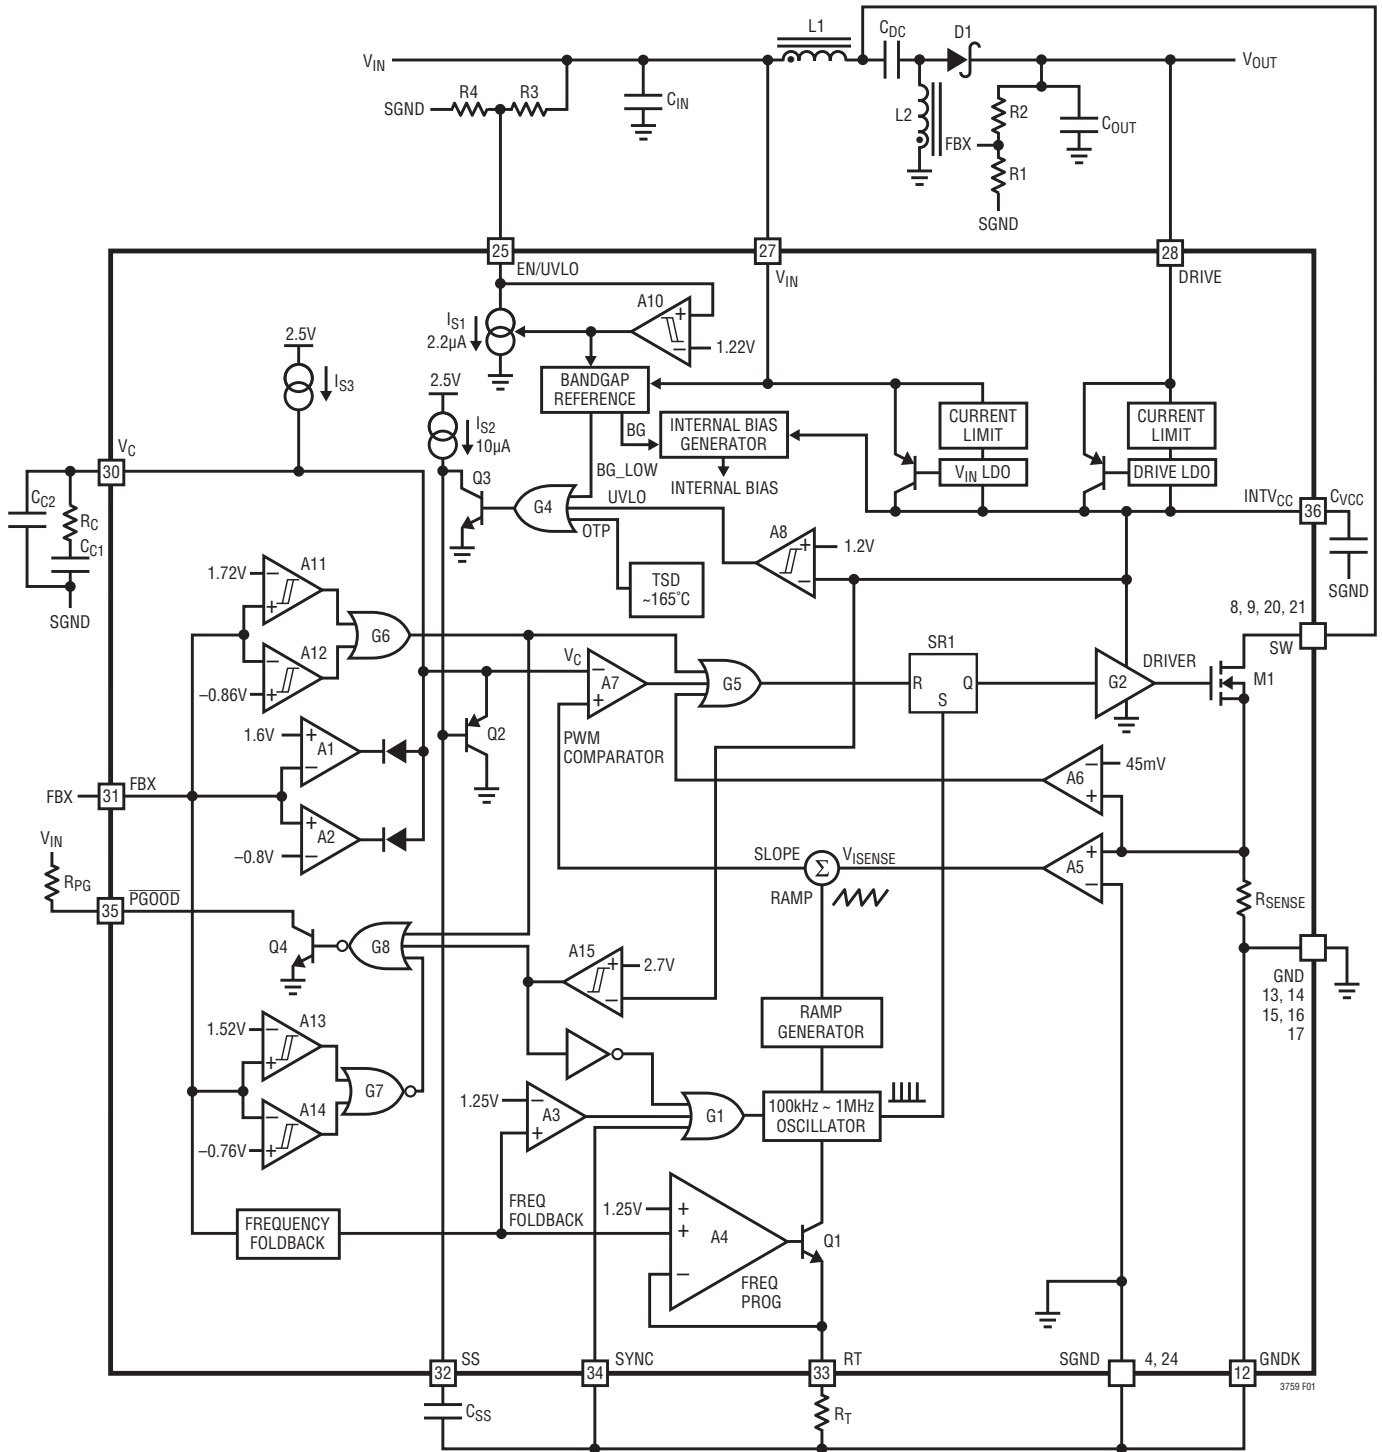 L1
CDC
D1
VIN
VOUT
R4
R3
SGND
CIN
L2
R2
FBX
COUT
R1
SGND
25
27
28
EN/UVLO
VIN
DRIVE
A10
IS1
2.2µA
1.22V
2.5V
IS3
2.5V
BANDGAP
REFERENCE
CURRENT
LIMIT
CURRENT
LIMIT
IS2
10µA
BG
INTERNAL BIAS
GENERATOR
VC
30
Q3
BG_LOW
INTERNAL BIAS
VIN LDO
DRIVE LDO
CC2
RC
CC1
SGND
G4
UVLO
OTP
INTVCC
36
CVCC
A8
1.2V
TSD
~165°C
SGND
A11
1.72V
8, 9, 20, 21
SW
G6
A12
–0.86V
VC
A7
G5
SR1
R
Q
S
DRIVER
G2
M1
1.6V
A1
Q2
PWM
COMPARATOR
A6
45mV
FBX
31
FBX
A2
–0.8V
VIN
RPG
SLOPE
Σ
VISENSE
A5
RAMP
RSENSE
35
PGOOD
Q4
G8
A15
2.7V
GND
13, 14
15, 16
17
RAMP
GENERATOR
A13
1.52V
G7
A14
–0.76V
1.25V
A3
G1
100kHz ~ 1MHz
OSCILLATOR
FREQ
FOLDBACK
1.25V
A4
Q1
FREQUENCY
FOLDBACK
FREQ
PROG
32
SS
34
SYNC
33
RT
SGND
4, 24
12
GNDK
3759 F01
CSS
RT
+
–
+
–
+
–
+
–
+
–
+
–
+
–
+
–
+
–
+
–
+
–
+
–
+
–
+
+
–